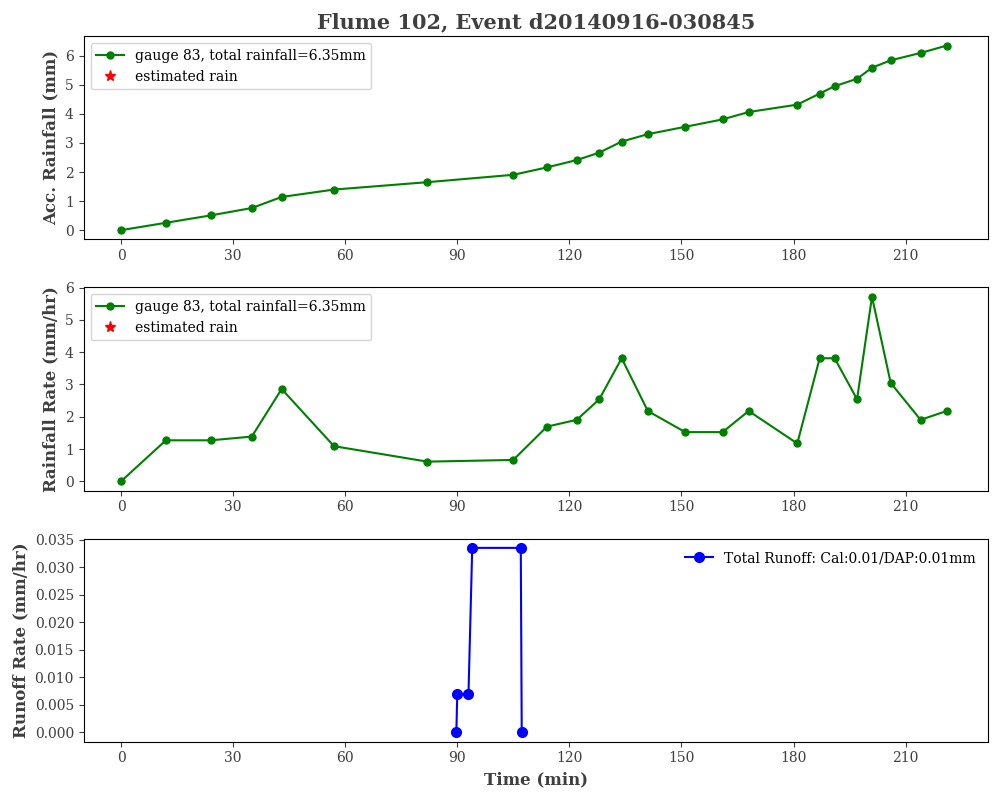 Flume 102, Event d20140916-030845
Acc. Rainfall (mm)
6
5
4
3
2
1
0
gauge 83, total rainfall=6.35mm
estimated rain
0 30 60 90 120 150 180 210
Rainfall Rate (mm/hr)
6
5
4
3
2
1
0
gauge 83, total rainfall=6.35mm
estimated rain
0 30 60 90 120 150 180 210
Runoff Rate (mm/hr)
0.035
0.030
0.025
0.020
0.015
0.010
0.005
0.000
Total Runoff: Cal:0.01/DAP:0.01mm
0 30 60 90 120 150 180 210
Time (min)